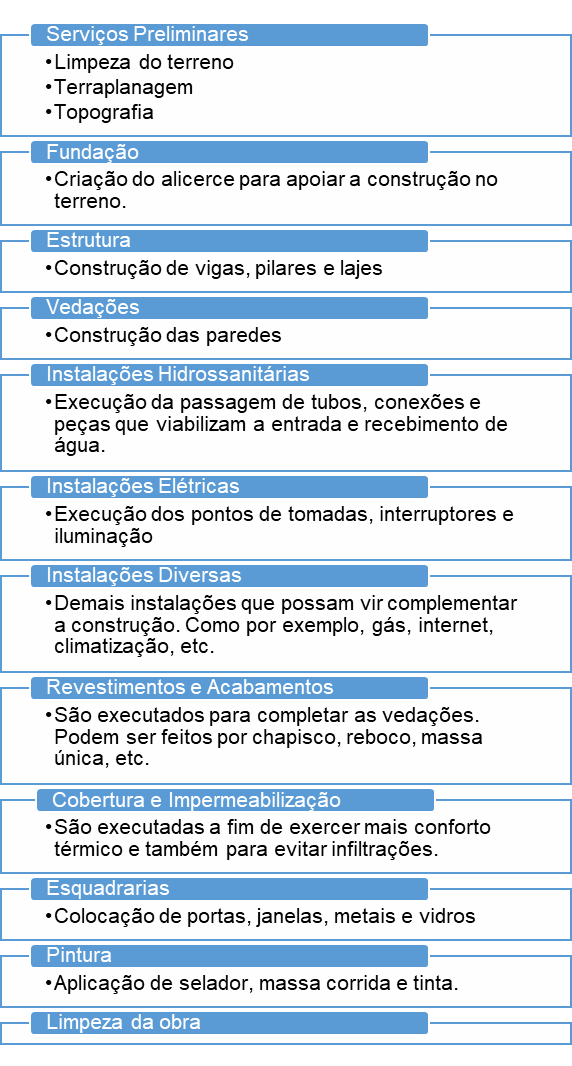 Serviços Preliminares
•Limpeza do terreno
•Terraplanagem
•Topografia
Fundação
•Criação do alicerce para apoiar a construção no
terreno.
Estrutura
•Construção de vigas, pilares e lajes
Vedações
•Construção das paredes
Instalações Hidrossanitárias
•Execução da passagem de tubos, conexões e
peças que viabilizam a entrada e recebimento de
água.
Instalações Elétricas
•Execução dos pontos de tomadas, interruptores e
iluminação
Instalações Diversas
•Demais instalações que possam vir complementar
a construção. Como por exemplo, gás, internet,
climatização, etc.
Revestimentos e Acabamentos
•São executados para completar as vedações.
Podem ser feitos por chapisco, reboco, massa
única, etc.
Cobertura e Impermeabilização
•São executadas a fim de exercer mais conforto
térmico e também para evitar infiltrações.
Esquadrarias
•Colocação de portas, janelas, metais e vidros
Pintura
•Aplicação de selador, massa corrida e tinta.
Limpeza da obra